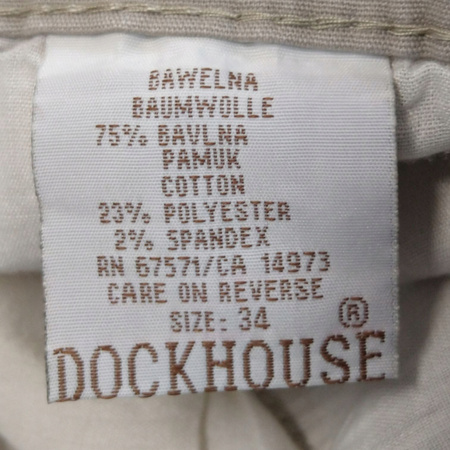 BAWELNA
BAUMWOLLE
75% BAVLNA
PAMUK
COTTON
23% POLYESTER
2% SPANDEX
RN 67571/CA 14973
CARE ON REVERSE
SIZE: 34
DOCKHOUSE®